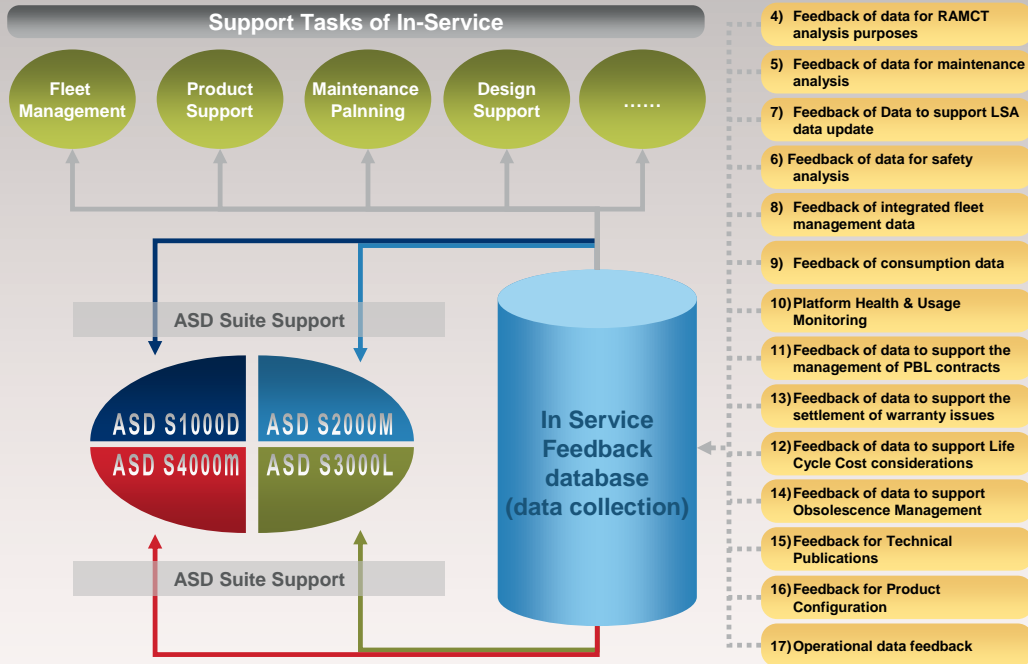 Support Tasks of In-Service
Fleet
Management
Product
Support
Maintenance
Palnning
Design
Support
......
ASD Suite Support
ASD S1000D
ASD S2000M
ASD S4000m
ASD S3000L
ASD Suite Support
In Service
Feedback
database
(data collection)
4) Feedback of data for RAMCT
analysis purposes
5) Feedback of data for maintenance
analysis
7) Feedback of Data to support LSA
data update
6) Feedback of data for safety
analysis
8) Feedback of integrated fleet
management data
9) Feedback of consumption data
10) Platform Health & Usage
Monitoring
11) Feedback of data to support the
management of PBL contracts
13) Feedback of data to support the
settlement of warranty issues
12) Feedback of data to support Life
Cycle Cost considerations
14) Feedback of data to support
Obsolescence Management
15) Feedback for Technical
Publications
16) Feedback for Product
Configuration
17) Operational data feedback